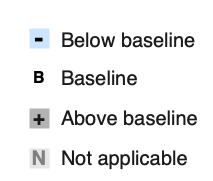 - Below baseline
B Baseline
+ Above baseline
N Not applicable